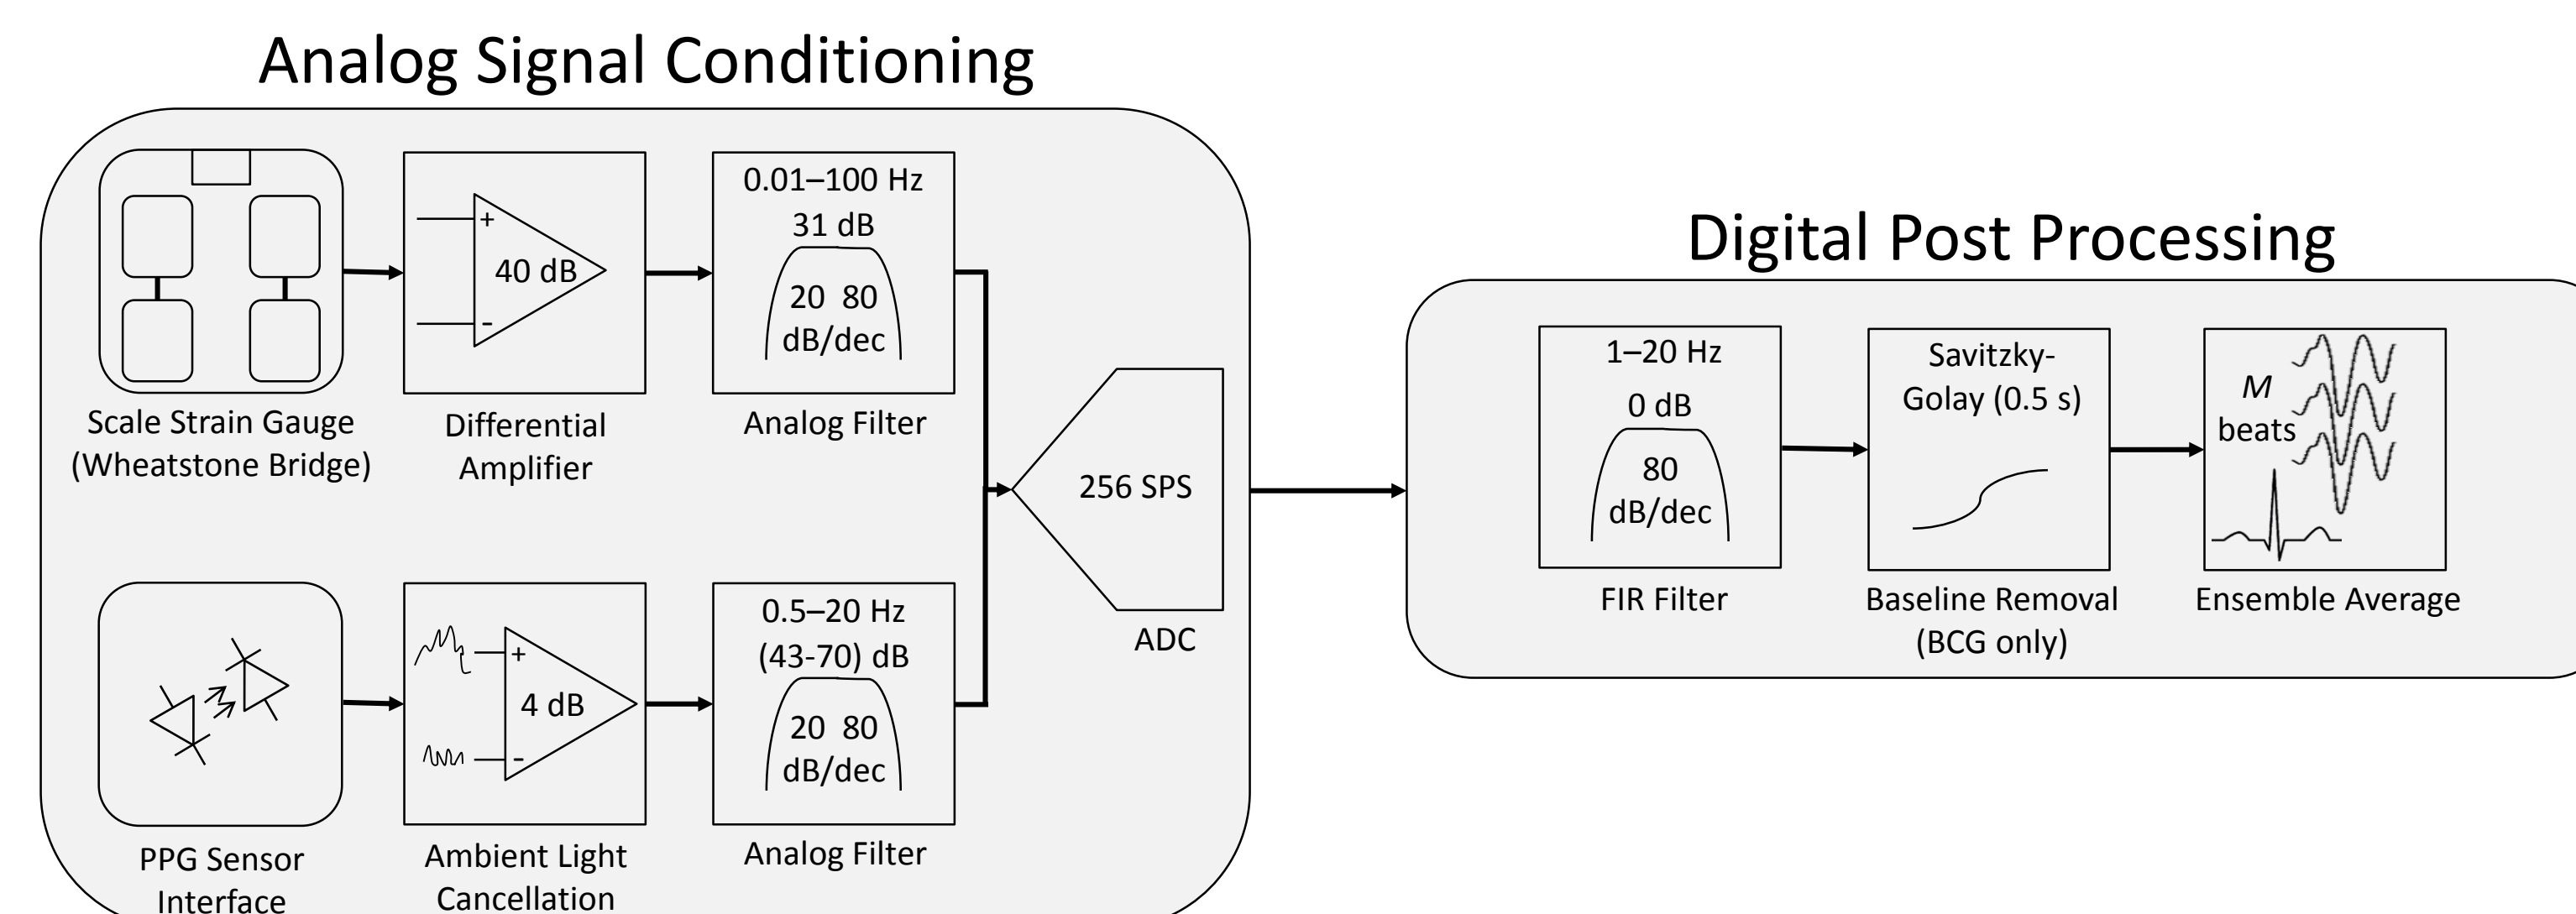 Analog Signal Conditioning
Scale Strain Gauge
(Wheatstone Bridge)
+
40 dB
-
Differential
Amplifier
0.01–100 Hz
31 dB
20 80
dB/dec
Analog Filter
PPG Sensor
Interface
+
4 dB
-
Ambient Light
Cancellation
0.5–20 Hz
(43-70) dB
20 80
dB/dec
Analog Filter
256 SPS
ADC
Digital Post Processing
1–20 Hz
0 dB
80
dB/dec
FIR Filter
Savitzky-
Golay (0.5 s)
Baseline Removal
(BCG only)
M
beats
Ensemble Average